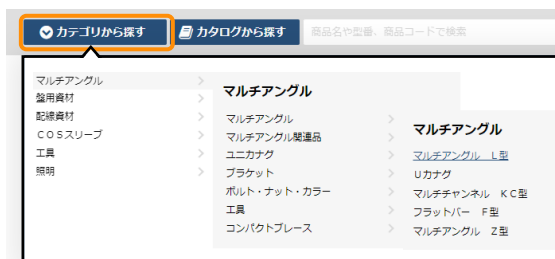 カテゴリから探す
カタログから探す
商品名や型番、商品コードで検索
マルチアングル
盤用資材
配線資材
ＣＯＳスリーブ
工具
照明
マルチアングル
マルチアングル
マルチアングル関連品
ユニカナグ
ブラケット
ボルト・ナット・カラー
工具
コンパクトブレース
マルチアングル
マルチアングル　Ｌ型
Ｕカナグ
マルチチャンネル　ＫＣ型
フラットバー　Ｆ型
マルチアングル　Ｚ型